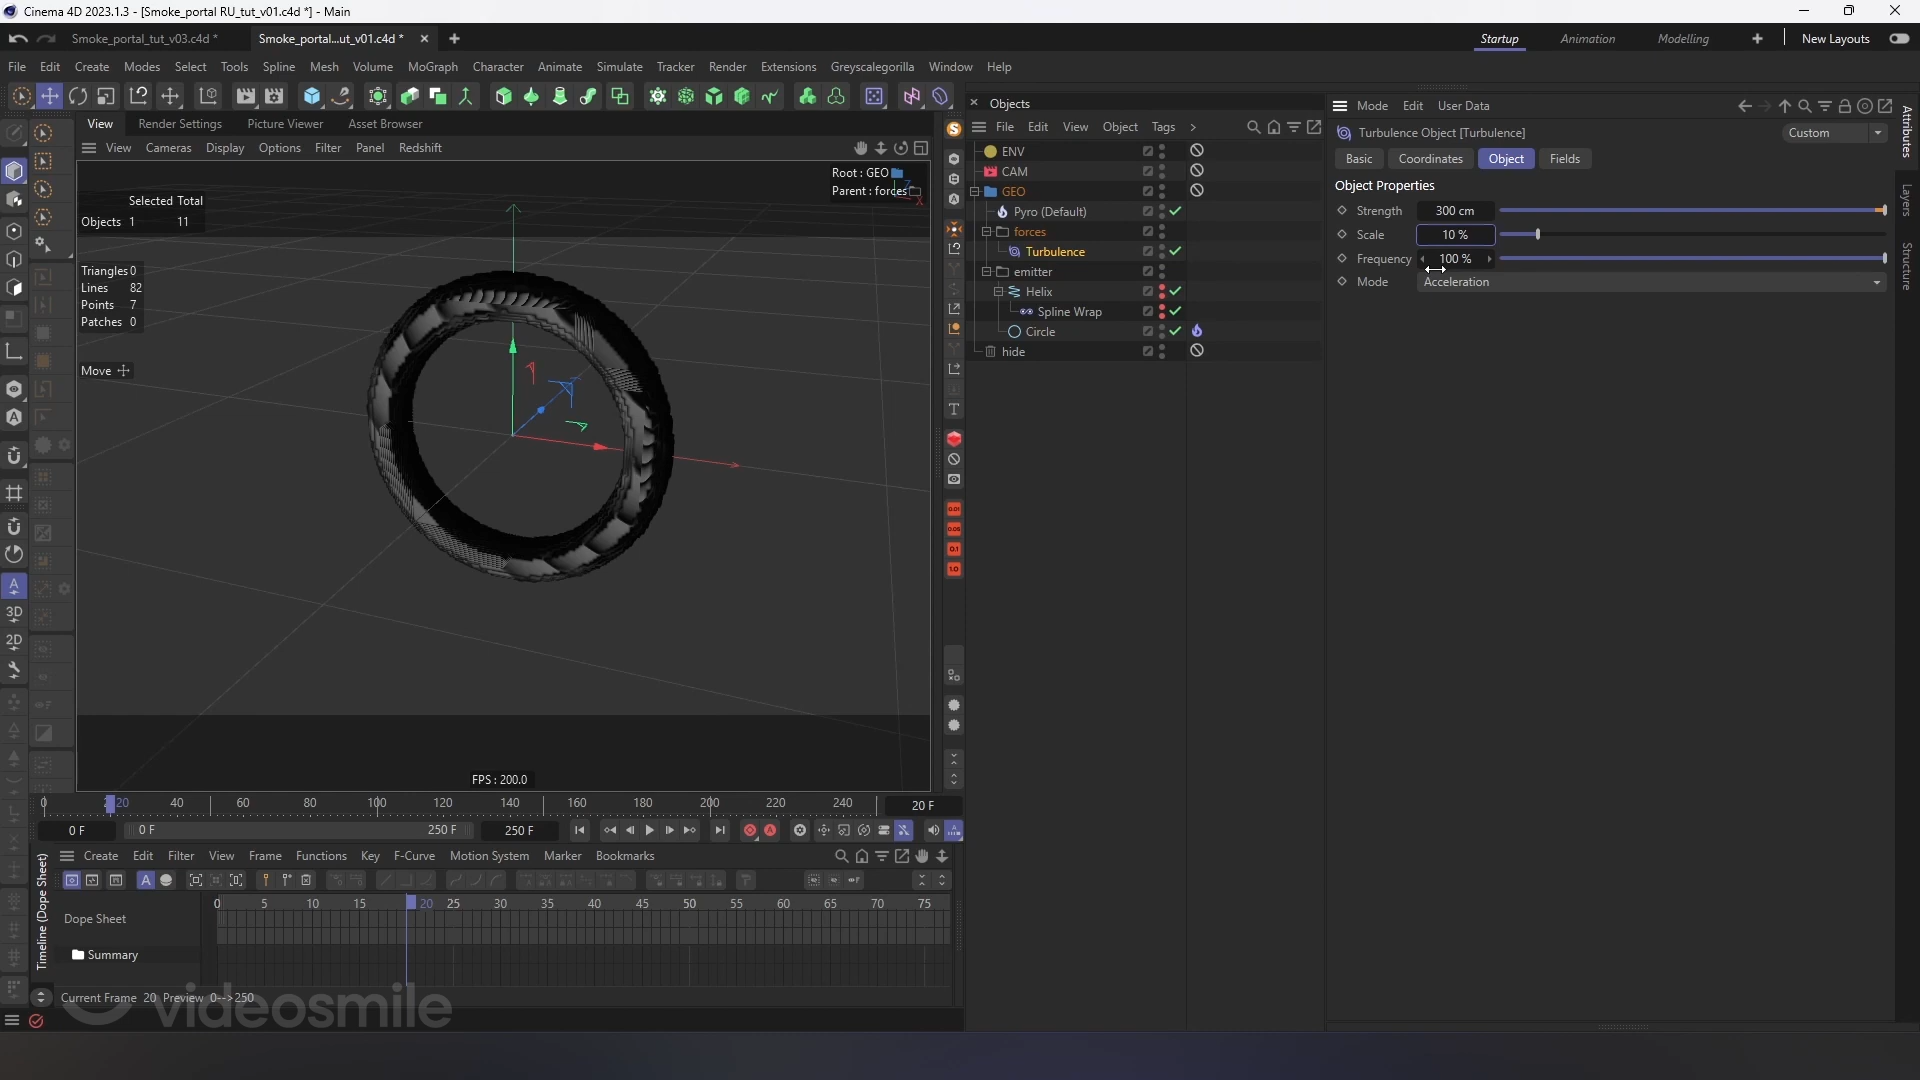 Cinema 4D 2023.1.3 - [Smoke_portal RU_tut_v01.c4d *] - Main
Smoke_portal_tut_v03.c4d *
Smoke_portal...ut_v01.c4d *
Startup
Animation
Modelling
New Layouts
File Edit Create Modes Select Tools Spline Mesh Volume MoGraph Character Animate Simulate Tracker Render Extensions Greyscalegorilla Window Help
View Render Settings Picture Viewer Asset Browser
View Cameras Display Options Filter Panel Redshift
Root : GEO
Parent : forces
Selected Total
Objects 1 11
Triangles 0
Lines 82
Points 7
Patches 0
Move
FPS : 200.0
Objects
File Edit View Object Tags >
ENV
CAM
GEO
Pyro (Default)
forces
Turbulence
emitter
Helix
Spline Wrap
Circle
hide
Mode Edit User Data
Turbulence Object [Turbulence]
Custom
Basic Coordinates Object Fields
Object Properties
Strength 300 cm
Scale 10 %
Frequency 100 %
Mode Acceleration
Attributes
Layers
Structure
3D
2D
0 20 40 60 80 100 120 140 160 180 200 220 240
20 F
0 F
0 F
250 F
250 F
Create Edit Filter View Frame Functions Key F-Curve Motion System Marker Bookmarks
Timeline (Dope Sheet)
0 5 10 15 20 25 30 35 40 45 50 55 60 65 70 75
Dope Sheet
Summary
Current Frame 20 Preview 0-->250
videosmile